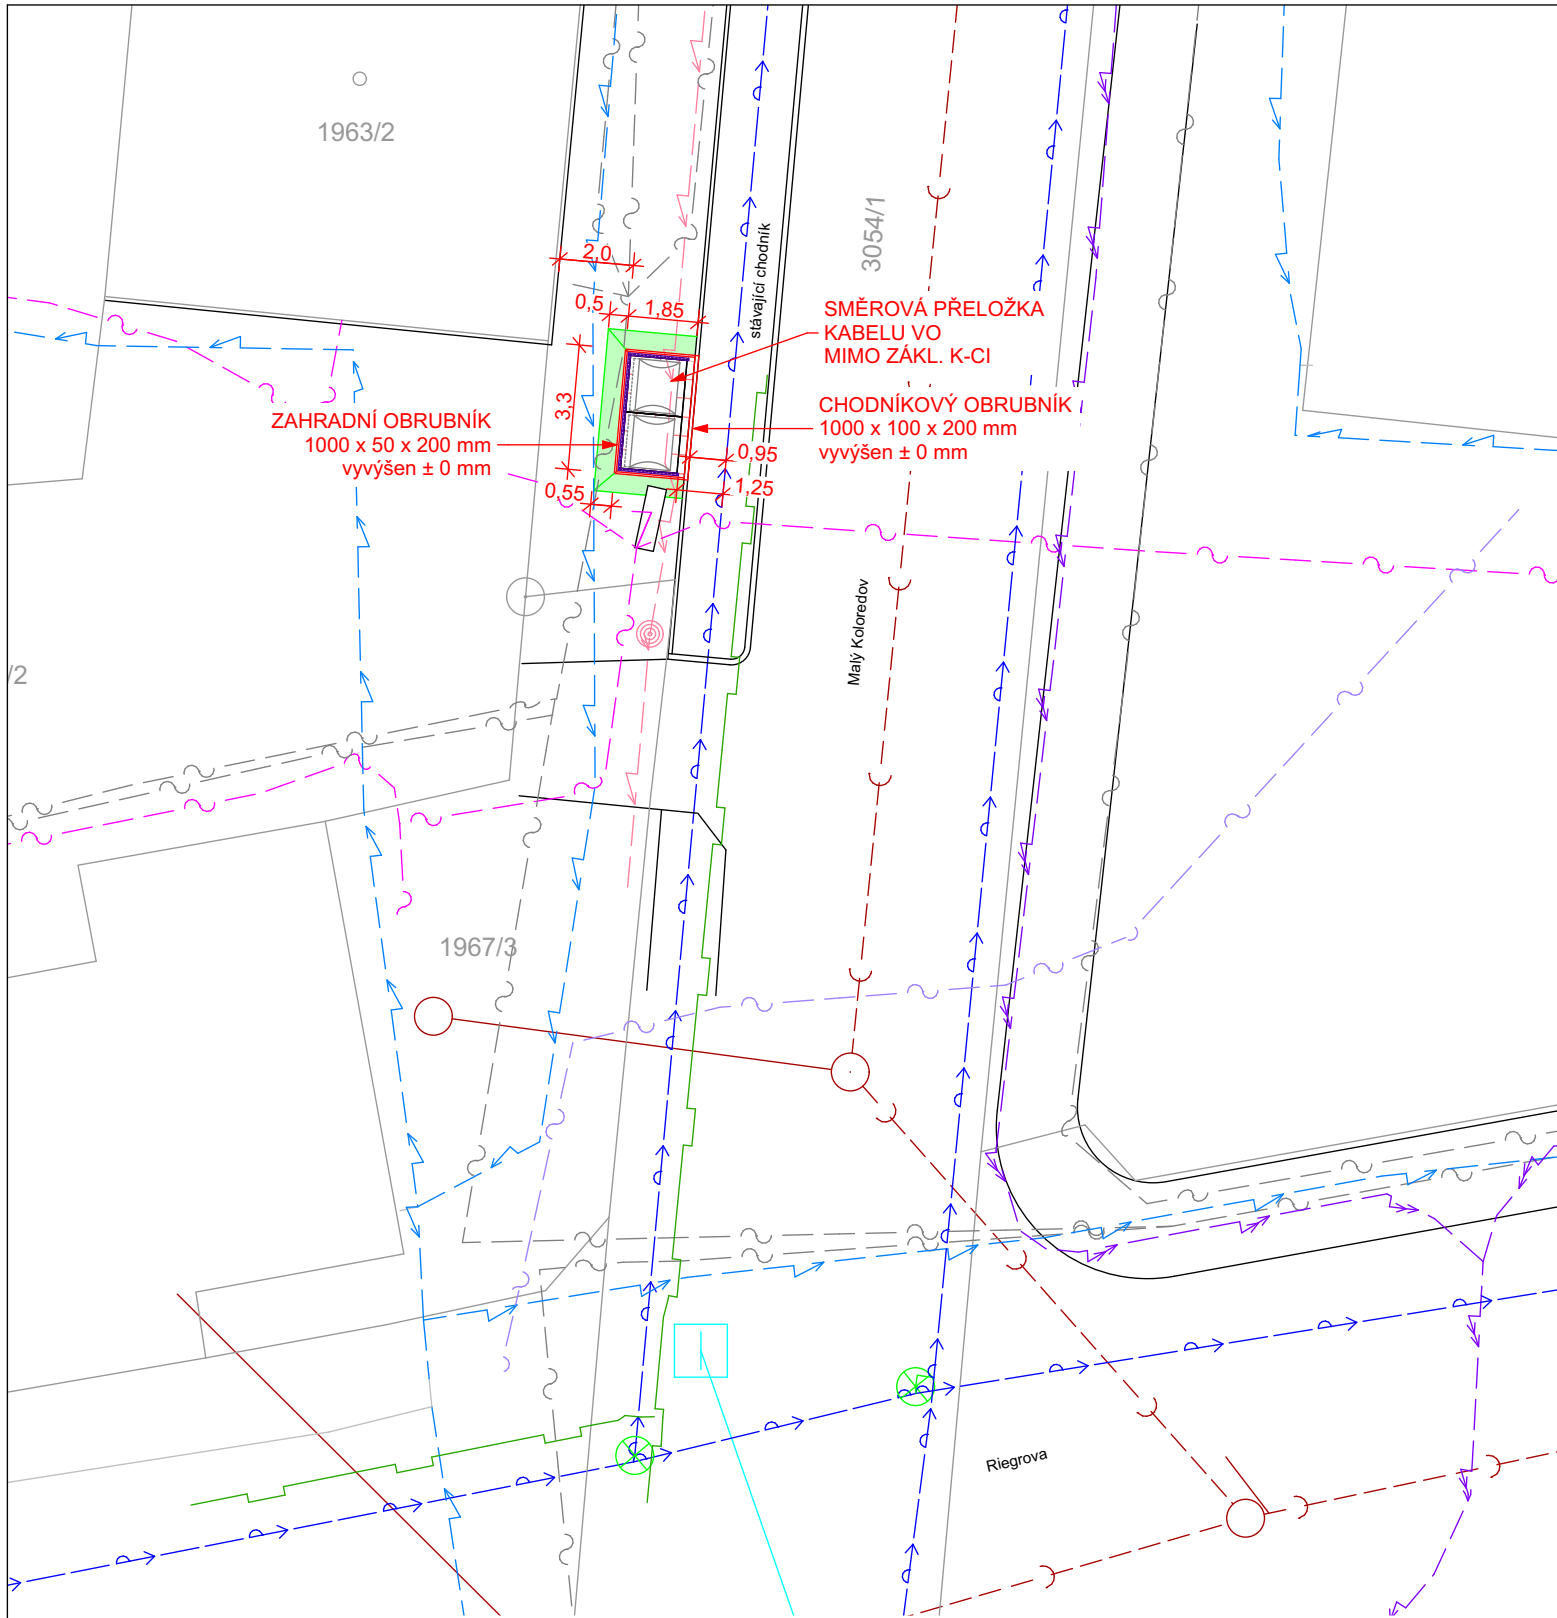 1963/2
3054/1
stávající chodník
2,0
0,5
1,85
SMĚROVÁ PŘELOŽKA
KABELU VO
MIMO ZÁKL. K-CI
3,3
ZAHRADNÍ OBRUBNÍK
1000 x 50 x 200 mm
vyvýšen ± 0 mm
CHODNÍKOVÝ OBRUBNÍK
1000 x 100 x 200 mm
vyvýšen ± 0 mm
0,95
0,55
1,25
Malý Koloredov
/2
1967/3
Riegrova